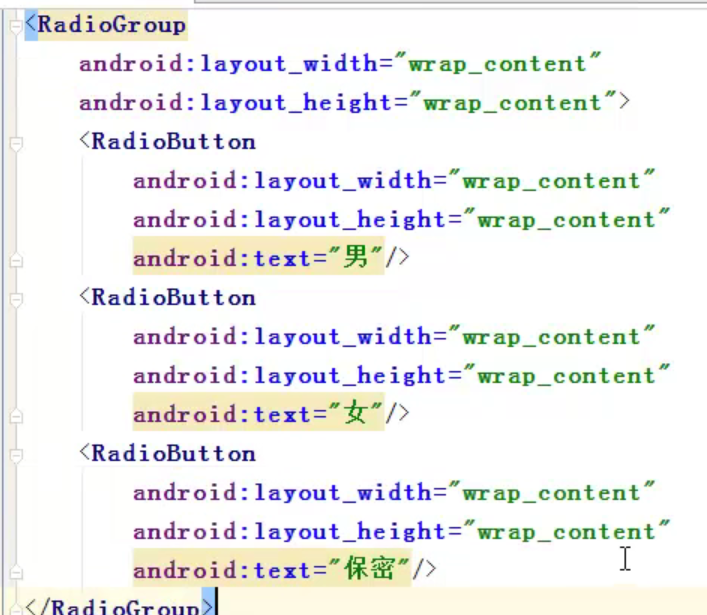 <RadioGroup
    android:layout_width="wrap_content"
    android:layout_height="wrap_content">
    <RadioButton
        android:layout_width="wrap_content"
        android:layout_height="wrap_content"
        android:text="男"/>
    <RadioButton
        android:layout_width="wrap_content"
        android:layout_height="wrap_content"
        android:text="女"/>
    <RadioButton
        android:layout_width="wrap_content"
        android:layout_height="wrap_content"
        android:text="保密"/>
</RadioGroup>